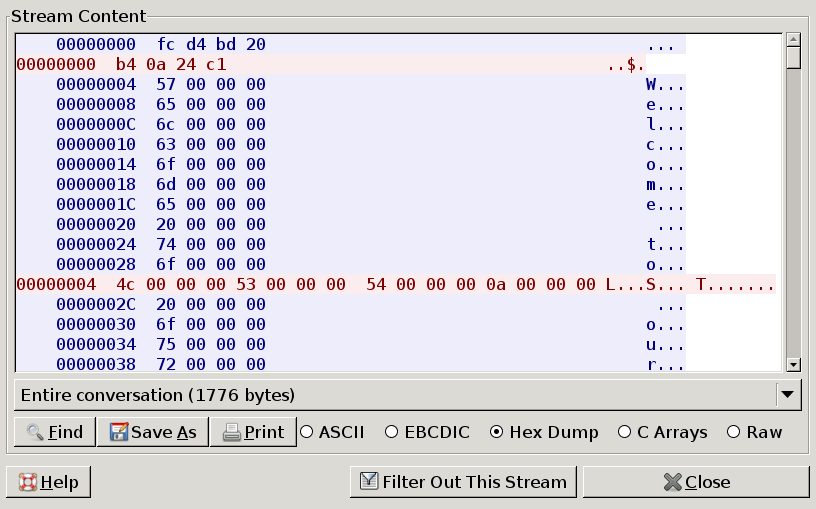 Stream Content
00000000 fc d4 bd 20 ...
00000000 b4 0a 24 c1 ..$.
00000004 57 00 00 00 W...
00000008 65 00 00 00 e...
0000000C 6c 00 00 00 l...
00000010 63 00 00 00 c...
00000014 6f 00 00 00 o...
00000018 6d 00 00 00 m...
0000001C 65 00 00 00 e...
00000020 20 00 00 00 ...
00000024 74 00 00 00 t...
00000028 6f 00 00 00 o...
00000004 4c 00 00 00 53 00 00 00 54 00 00 00 0a 00 00 00 L...S... T.......
0000002C 20 00 00 00 ...
00000030 6f 00 00 00 o...
00000034 75 00 00 00 u...
00000038 72 00 00 00 r...
Entire conversation (1776 bytes)
Find Save As Print ASCII EBCDIC Hex Dump C Arrays Raw
Help Filter Out This Stream Close